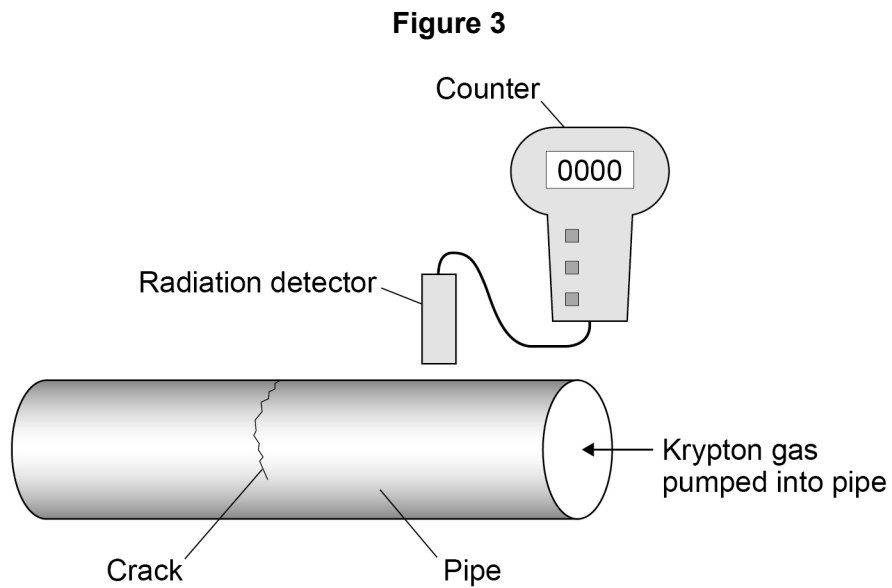 Figure 3
Counter
0000
Radiation detector
Krypton gas
pumped into pipe
Crack
Pipe